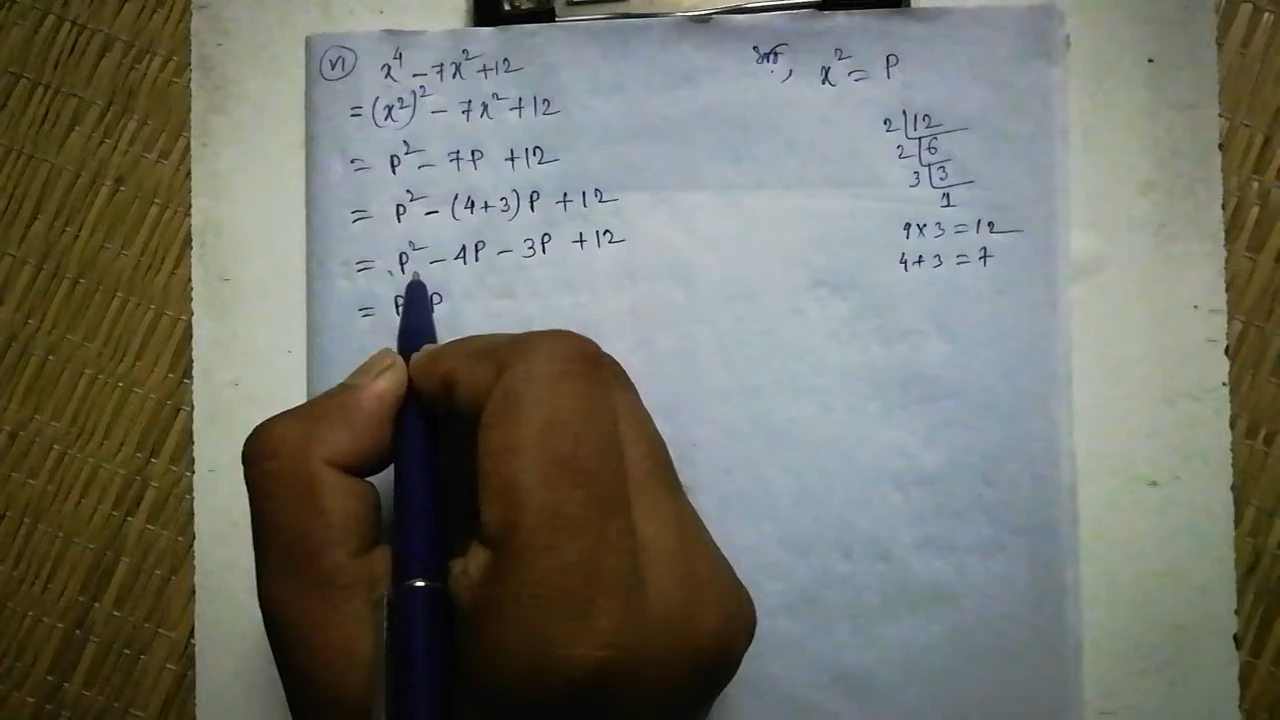 vi x⁴ - 7x² + 12
= (x²)² - 7x² + 12
= P² - 7P + 12
= P² - (4+3)P + 12
= P² - 4P - 3P + 12
= P P
x² = P
2 | 12
2 | 6
3 | 3
1
4 × 3 = 12
4 + 3 = 7